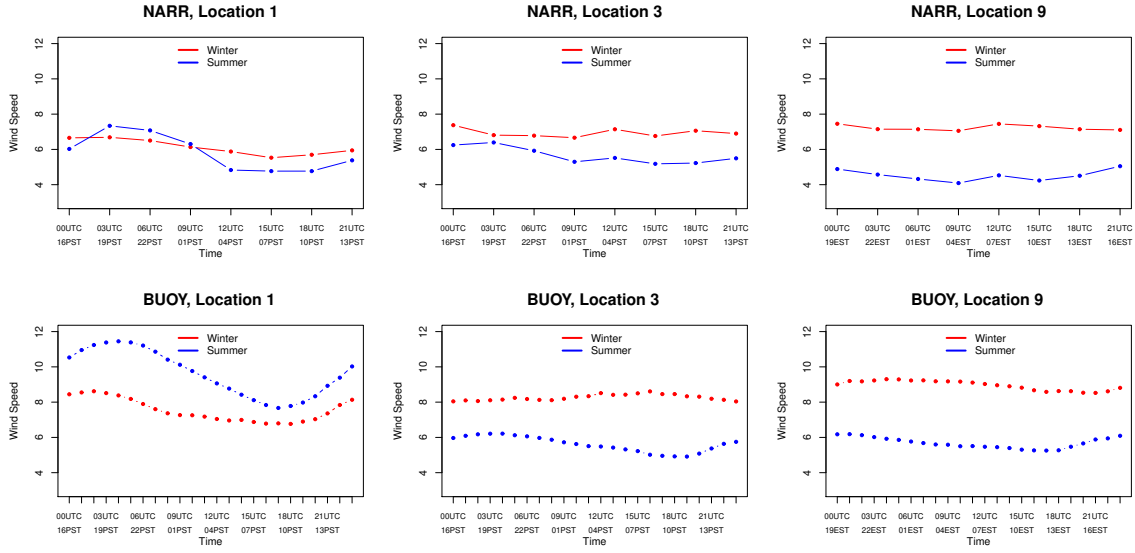 NARR, Location 1
Wind Speed
12
10
8
6
4
Winter
Summer
00UTC 03UTC 06UTC 09UTC 12UTC 15UTC 18UTC 21UTC
16PST 19PST 22PST 01PST 04PST 07PST 10PST 13PST
Time
NARR, Location 3
Wind Speed
12
10
8
6
4
Winter
Summer
00UTC 03UTC 06UTC 09UTC 12UTC 15UTC 18UTC 21UTC
16PST 19PST 22PST 01PST 04PST 07PST 10PST 13PST
Time
NARR, Location 9
Wind Speed
12
10
8
6
4
Winter
Summer
00UTC 03UTC 06UTC 09UTC 12UTC 15UTC 18UTC 21UTC
19EST 22EST 01EST 04EST 07EST 10EST 13EST 16EST
Time
BUOY, Location 1
Wind Speed
12
10
8
6
4
Winter
Summer
00UTC 03UTC 06UTC 09UTC 12UTC 15UTC 18UTC 21UTC
16PST 19PST 22PST 01PST 04PST 07PST 10PST 13PST
Time
BUOY, Location 3
Wind Speed
12
10
8
6
4
Winter
Summer
00UTC 03UTC 06UTC 09UTC 12UTC 15UTC 18UTC 21UTC
16PST 19PST 22PST 01PST 04PST 07PST 10PST 13PST
Time
BUOY, Location 9
Wind Speed
12
10
8
6
4
Winter
Summer
00UTC 03UTC 06UTC 09UTC 12UTC 15UTC 18UTC 21UTC
19EST 22EST 01EST 04EST 07EST 10EST 13EST 16EST
Time